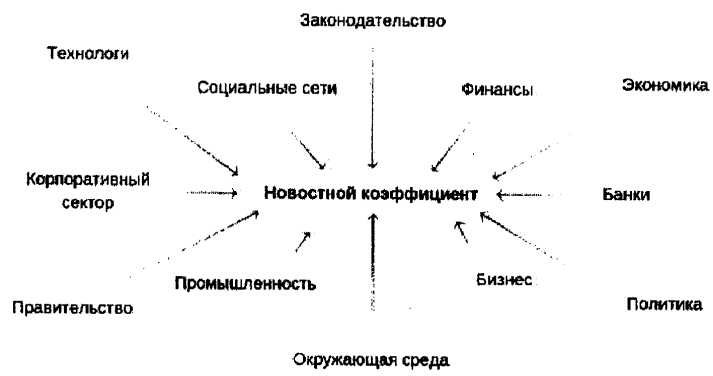 Законодательство
Технологи
Социальные сети
Финансы
Экономика
Корпоративный
сектор
Новостной коэффициент
Банки
Промышленность
Бизнес
Правительство
Политика
Окружающая среда